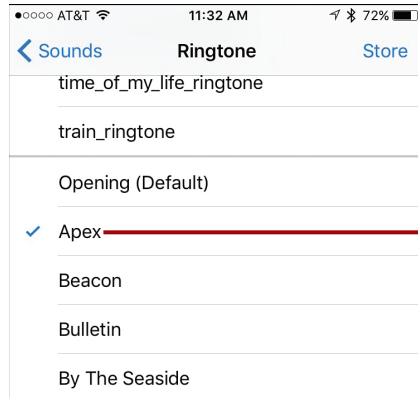 AT&T 11:32 AM 72%
Sounds Ringtone Store
time_of_my_life_ringtone
train_ringtone
Opening (Default)
Apex
Beacon
Bulletin
By The Seaside